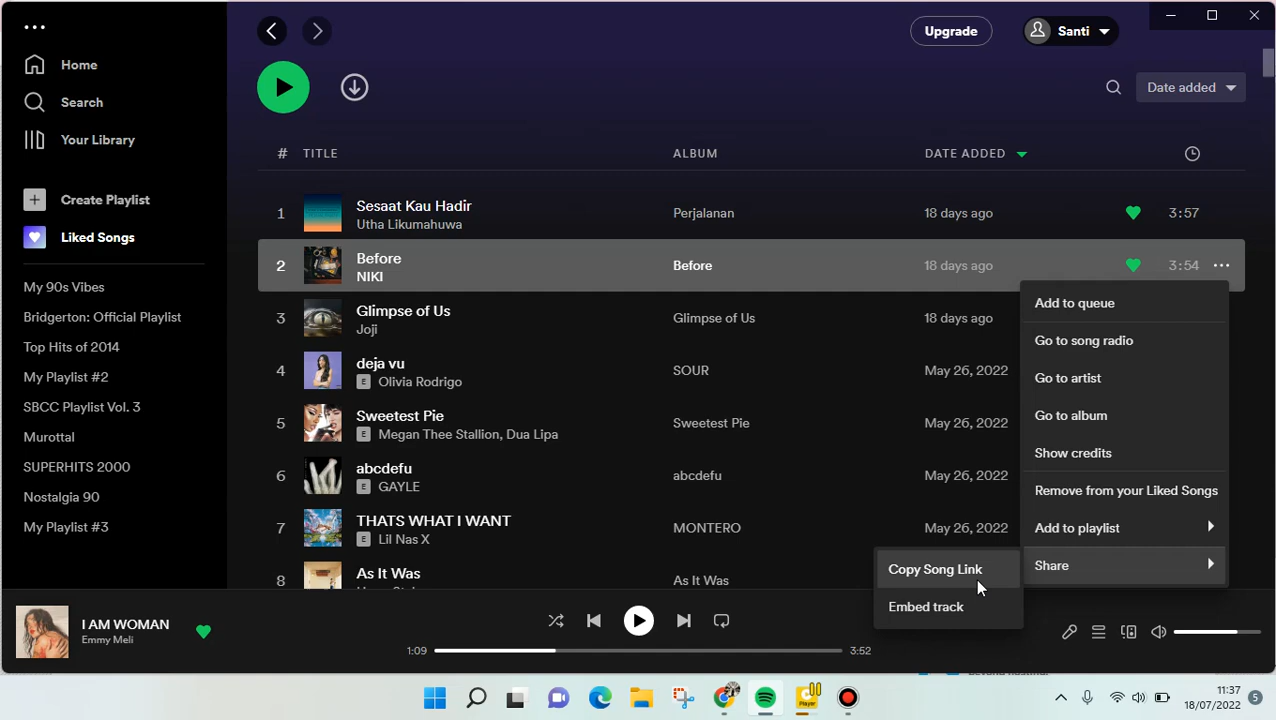 Home
Search
Your Library
Create Playlist
Liked Songs
My 90s Vibes
Bridgerton: Official Playlist
Top Hits of 2014
My Playlist #2
SBCC Playlist Vol. 3
Murottal
SUPERHITS 2000
Nostalgia 90
My Playlist #3
Upgrade
Santi
Date added
# TITLE ALBUM DATE ADDED
1 Sesaat Kau Hadir Perjalanan 18 days ago 3:57
Utha Likumahuwa
2 Before Before 18 days ago 3:54
NIKI
3 Glimpse of Us Glimpse of Us 18 days ago
Joji
4 deja vu SOUR May 26, 2022
E Olivia Rodrigo
5 Sweetest Pie Sweetest Pie May 26, 2022
E Megan Thee Stallion, Dua Lipa
6 abcdefu abcdefu May 26, 2022
E GAYLE
7 THATS WHAT I WANT MONTERO May 26, 2022
E Lil Nas X
8 As It Was As It Was
Add to queue
Go to song radio
Go to artist
Go to album
Show credits
Remove from your Liked Songs
Add to playlist
Share
Copy Song Link
Embed track
I AM WOMAN
Emmy Meli
1:09 3:52
Player
11:37
18/07/2022
5